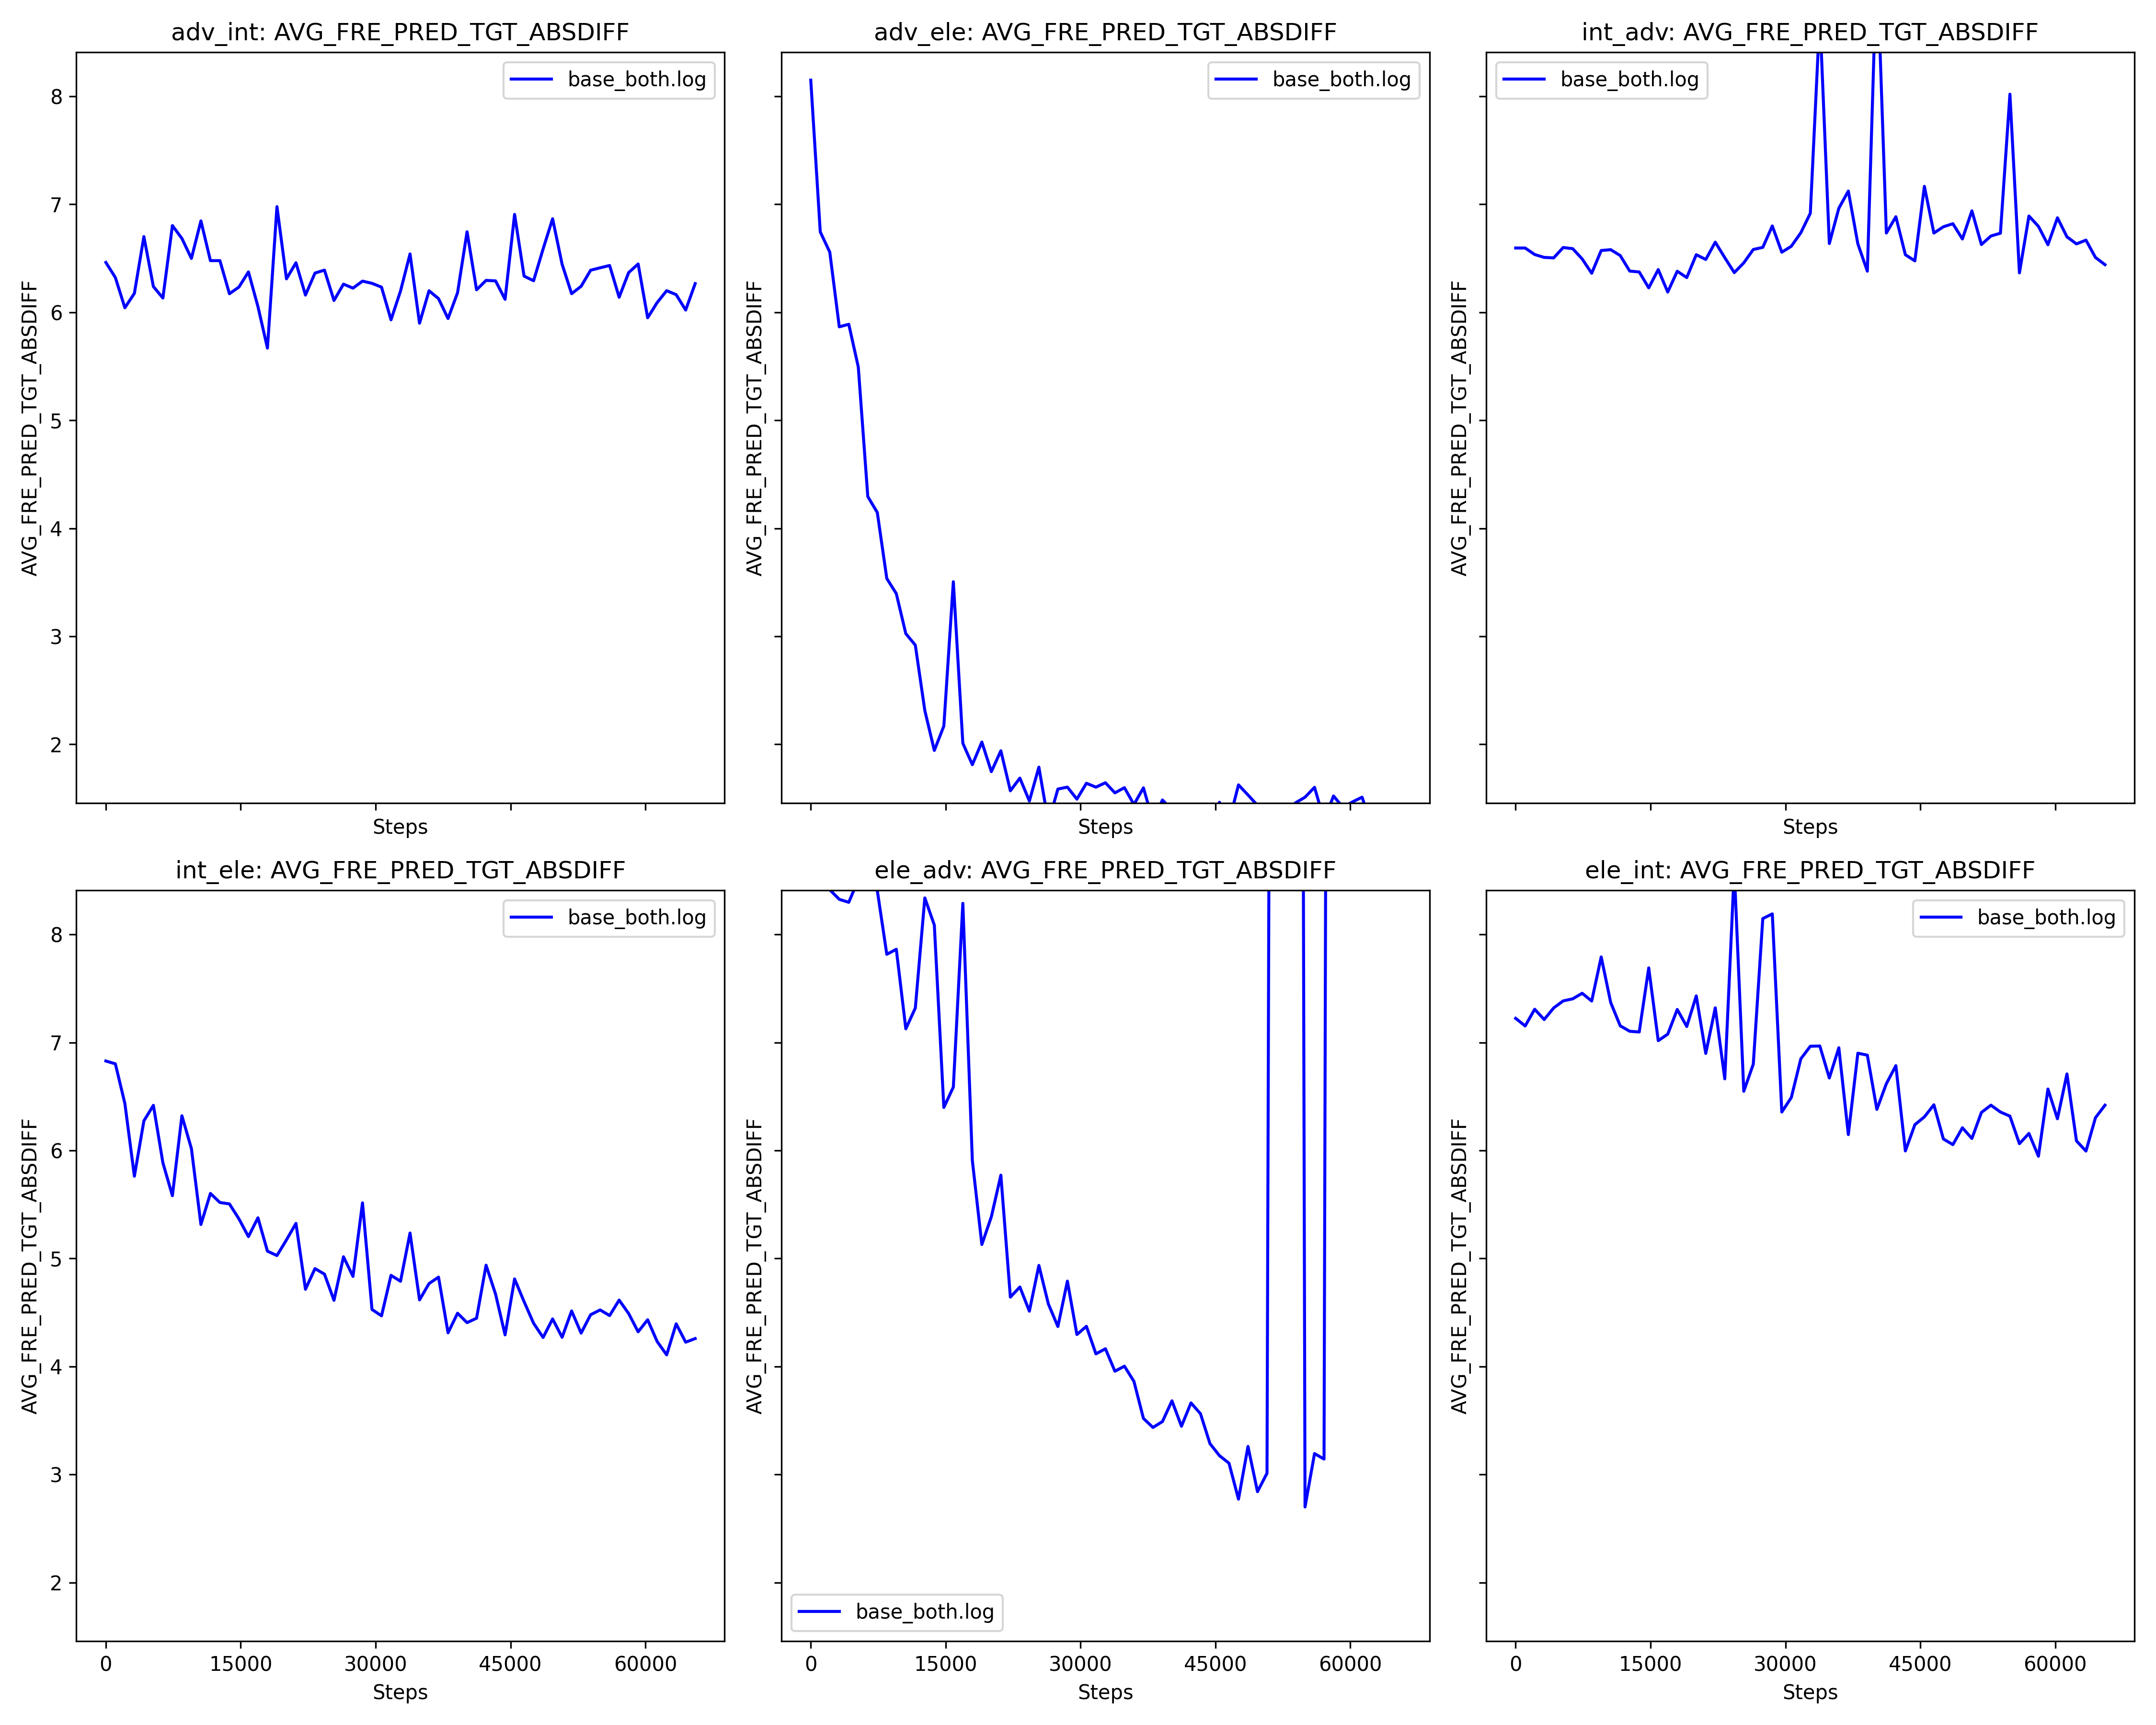 adv_int: AVG_FRE_PRED_TGT_ABSDIFF
adv_ele: AVG_FRE_PRED_TGT_ABSDIFF
int_adv: AVG_FRE_PRED_TGT_ABSDIFF
base_both.log
base_both.log
base_both.log
8
7
6
5
4
3
2
AVG_FRE_PRED_TGT_ABSDIFF
AVG_FRE_PRED_TGT_ABSDIFF
AVG_FRE_PRED_TGT_ABSDIFF
Steps
Steps
Steps
int_ele: AVG_FRE_PRED_TGT_ABSDIFF
ele_adv: AVG_FRE_PRED_TGT_ABSDIFF
ele_int: AVG_FRE_PRED_TGT_ABSDIFF
base_both.log
base_both.log
base_both.log
8
7
6
5
4
3
2
AVG_FRE_PRED_TGT_ABSDIFF
AVG_FRE_PRED_TGT_ABSDIFF
AVG_FRE_PRED_TGT_ABSDIFF
0 15000 30000 45000 60000
0 15000 30000 45000 60000
0 15000 30000 45000 60000
Steps
Steps
Steps